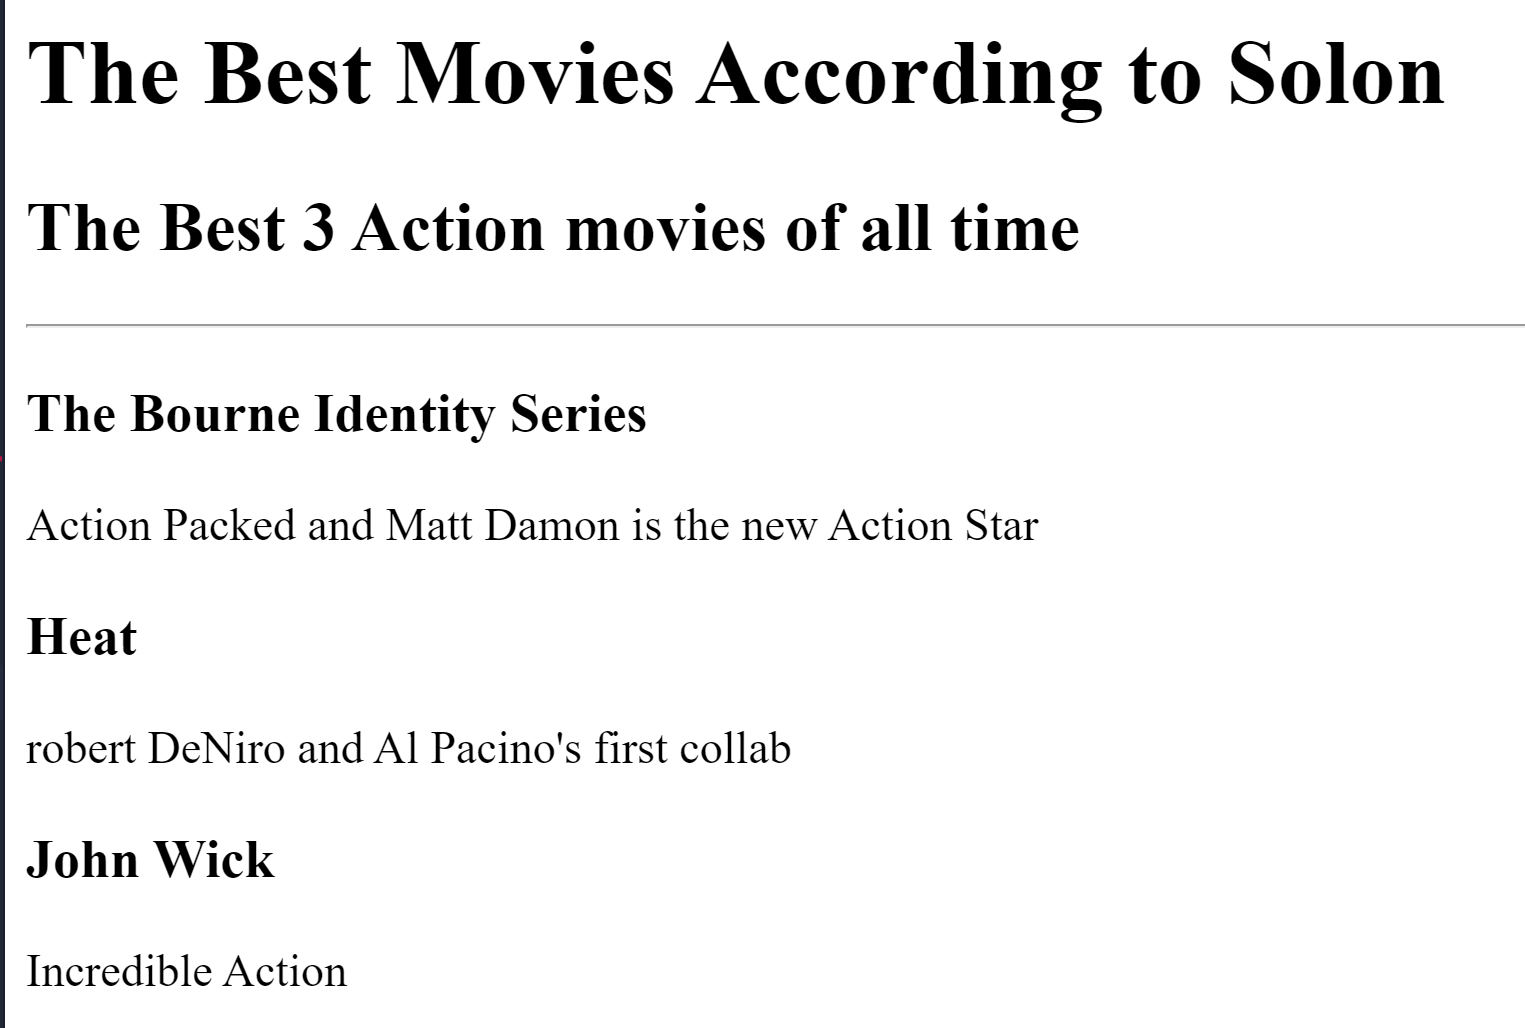 The Best Movies According to Solon
The Best 3 Action movies of all time
The Bourne Identity Series
Action Packed and Matt Damon is the new Action Star
Heat
robert DeNiro and Al Pacino's first collab
John Wick
Incredible Action